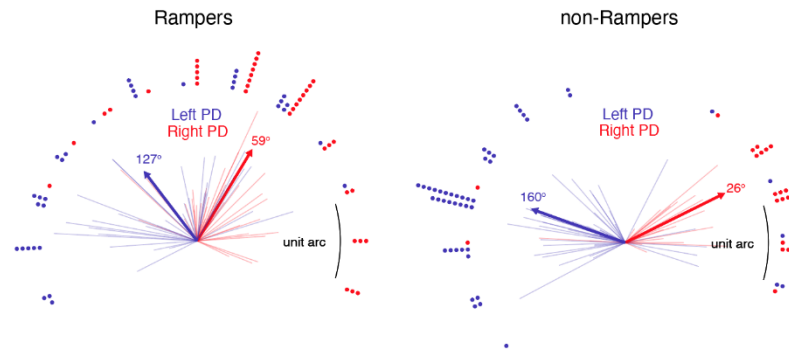 Rampers
Left PD
Right PD
127°
59°
unit arc
non-Rampers
Left PD
Right PD
160°
26°
unit arc